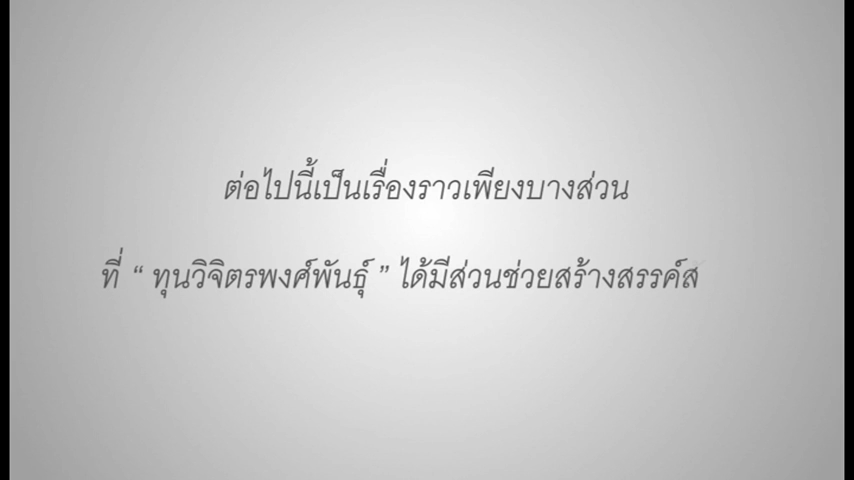 ต่อไปนี้เป็นเรื่องราวเพียงบางส่วน
ที่ “ ทุนวิจิตรพงศ์พันธุ์ ” ได้มีส่วนช่วยสร้างสรรค์ส